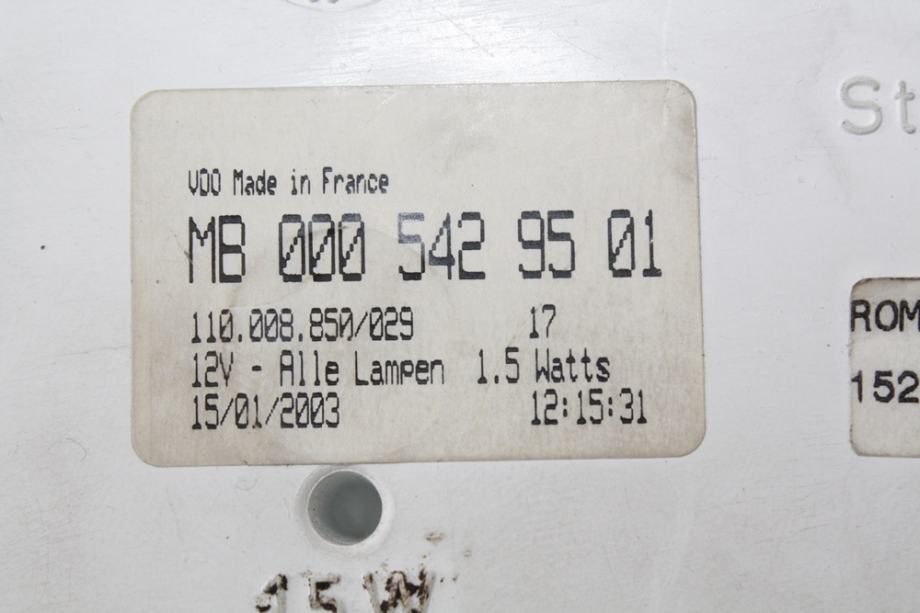 VDO Made in France
MB 000 542 95 01
110.008.850/029 17
12V - Alle Lampen 1.5 Watts
15/01/2003 12:15:31
St
ROM
152
15W